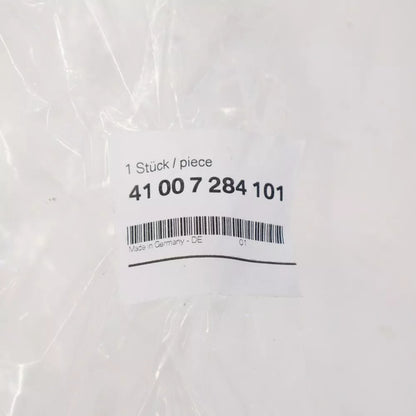 1 Stück / piece
41 00 7 284 101
Made in Germany - DE 01